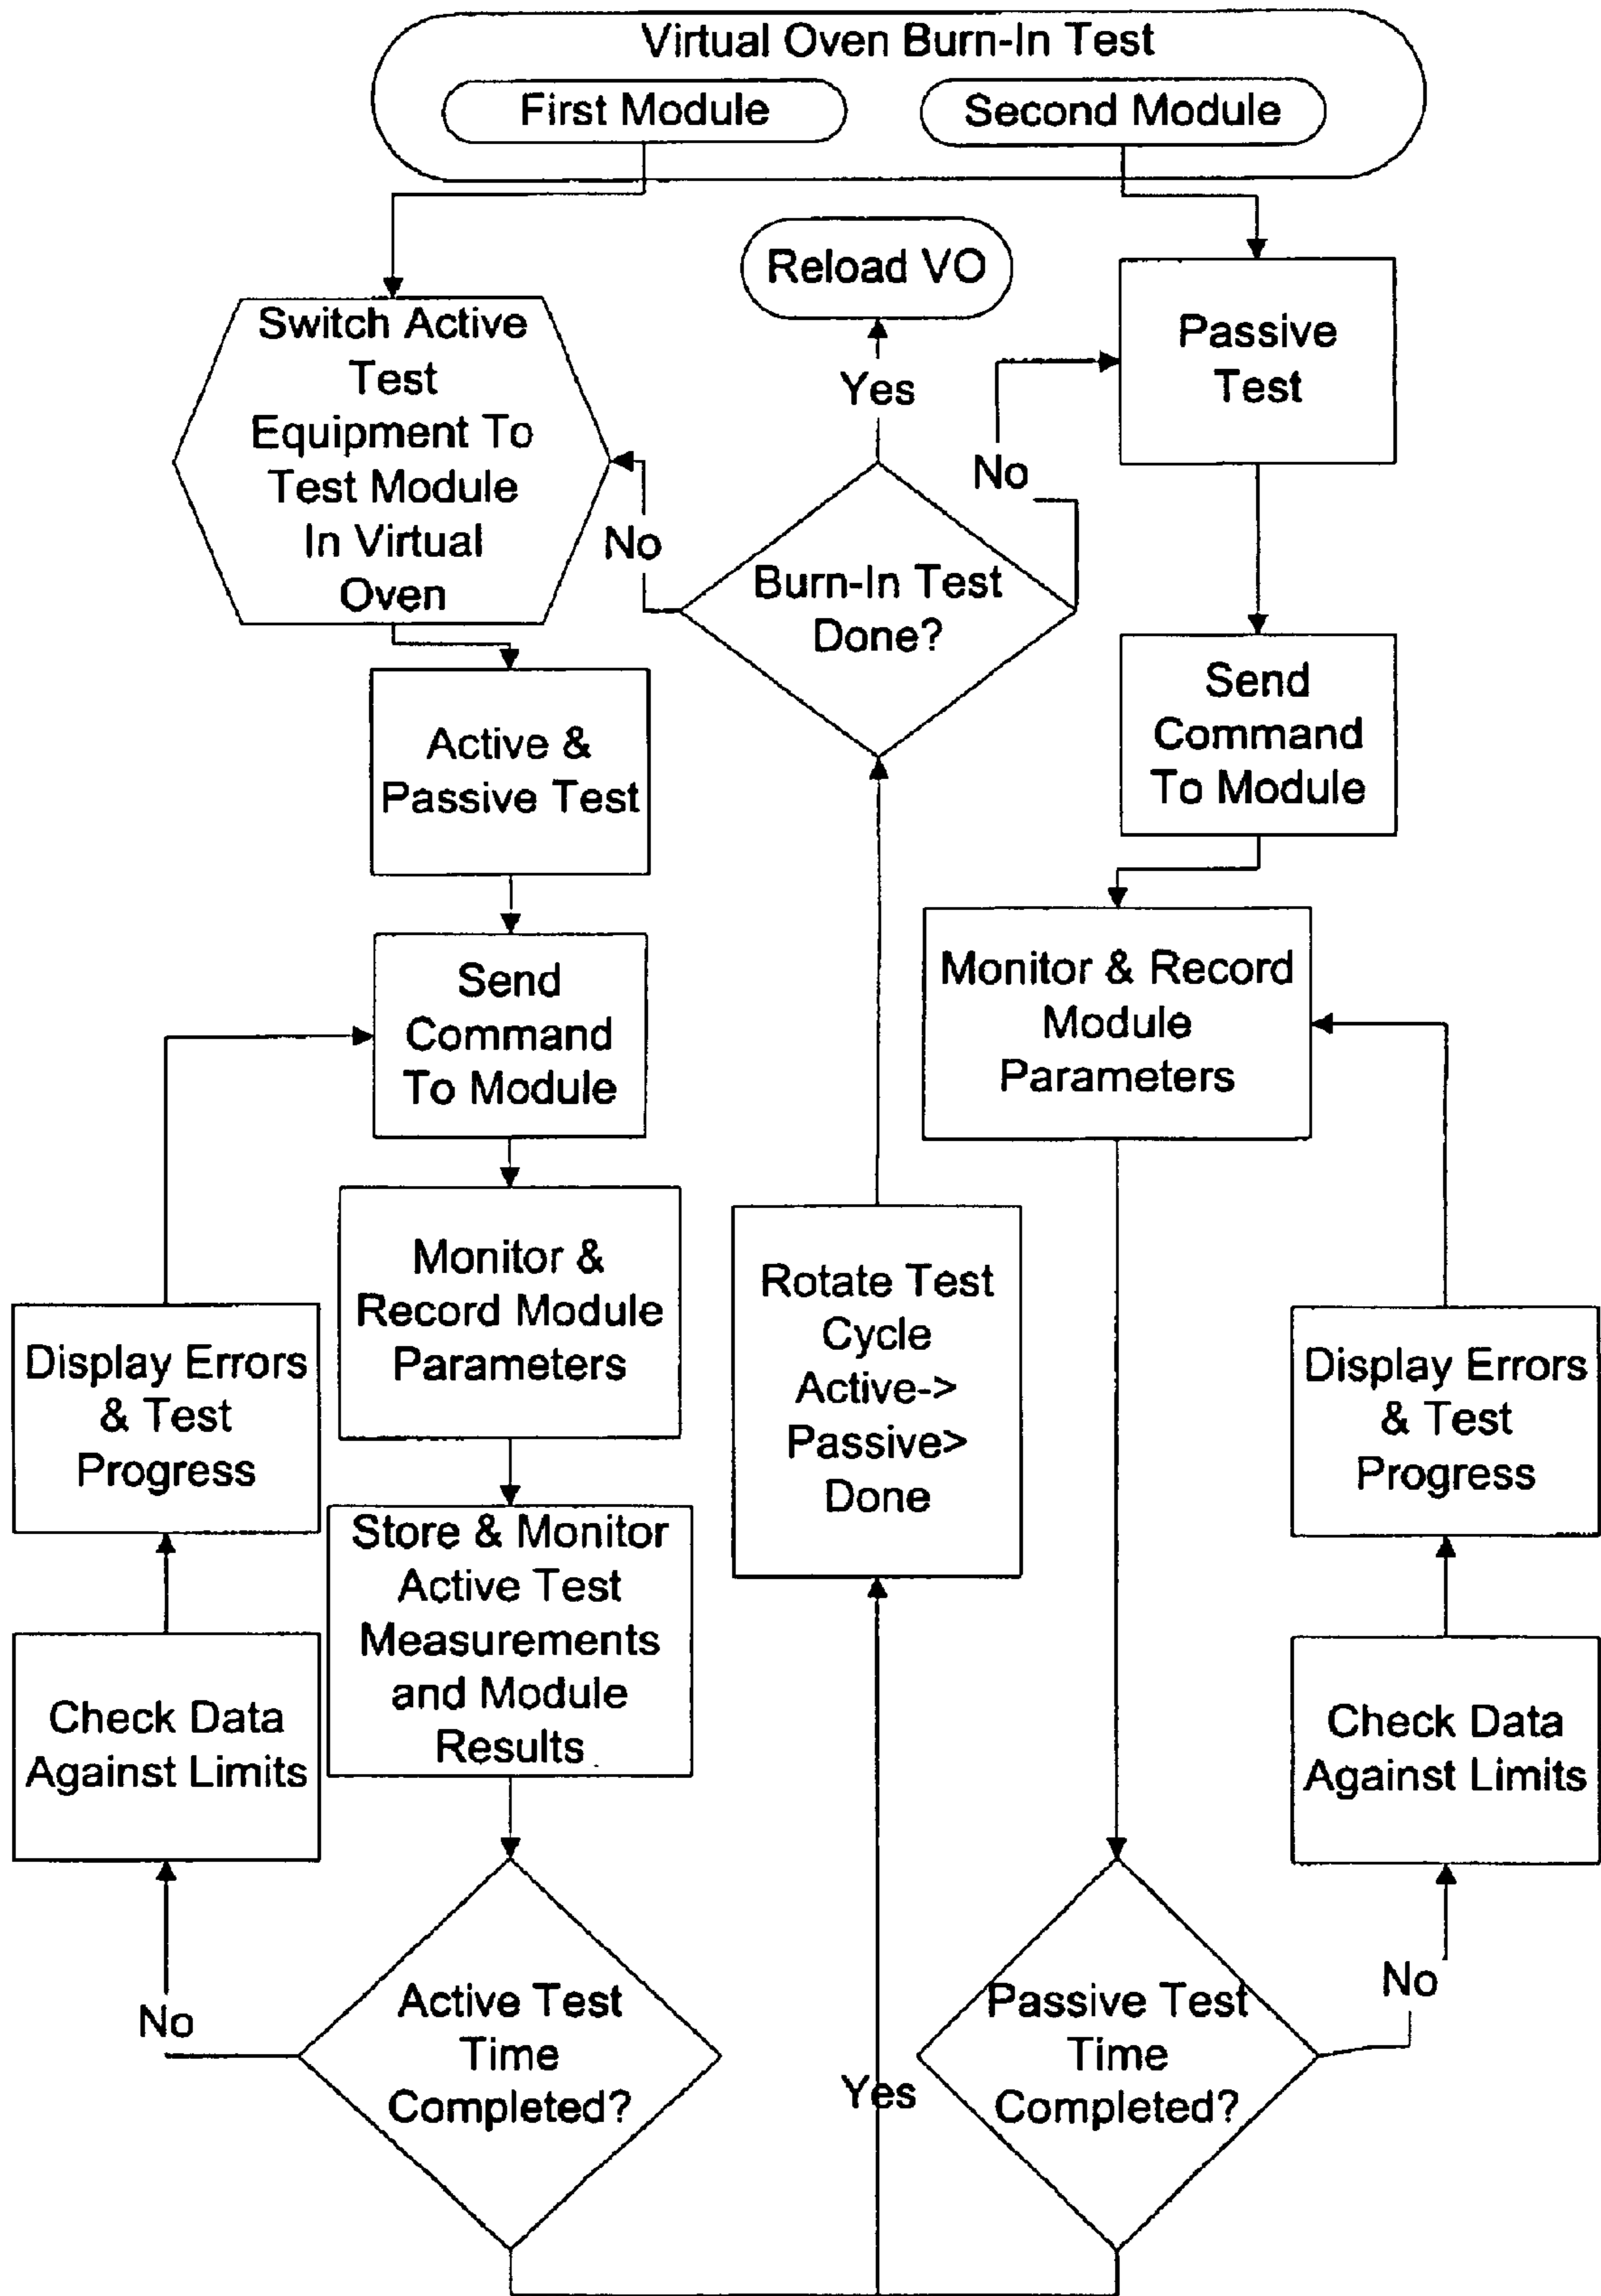 Virtual Oven Burn-In Test
First Module
Second Module
Reload VO
Switch Active
Test
Equipment To
Test Module
In Virtual
Oven
Passive
Test
Yes
No
No
Burn-In Test
Done?
Active &
Passive Test
Send
Command
To Module
Send
Command
To Module
Monitor & Record
Module
Parameters
Monitor &
Record Module
Parameters
Rotate Test
Cycle
Active->
Passive>
Done
Display Errors
& Test
Progress
Display Errors
& Test
Progress
Store & Monitor
Active Test
Measurements
and Module
Results
Check Data
Against Limits
Check Data
Against Limits
No
Active Test
Time
Completed?
Yes
Passive Test
Time
Completed?
No